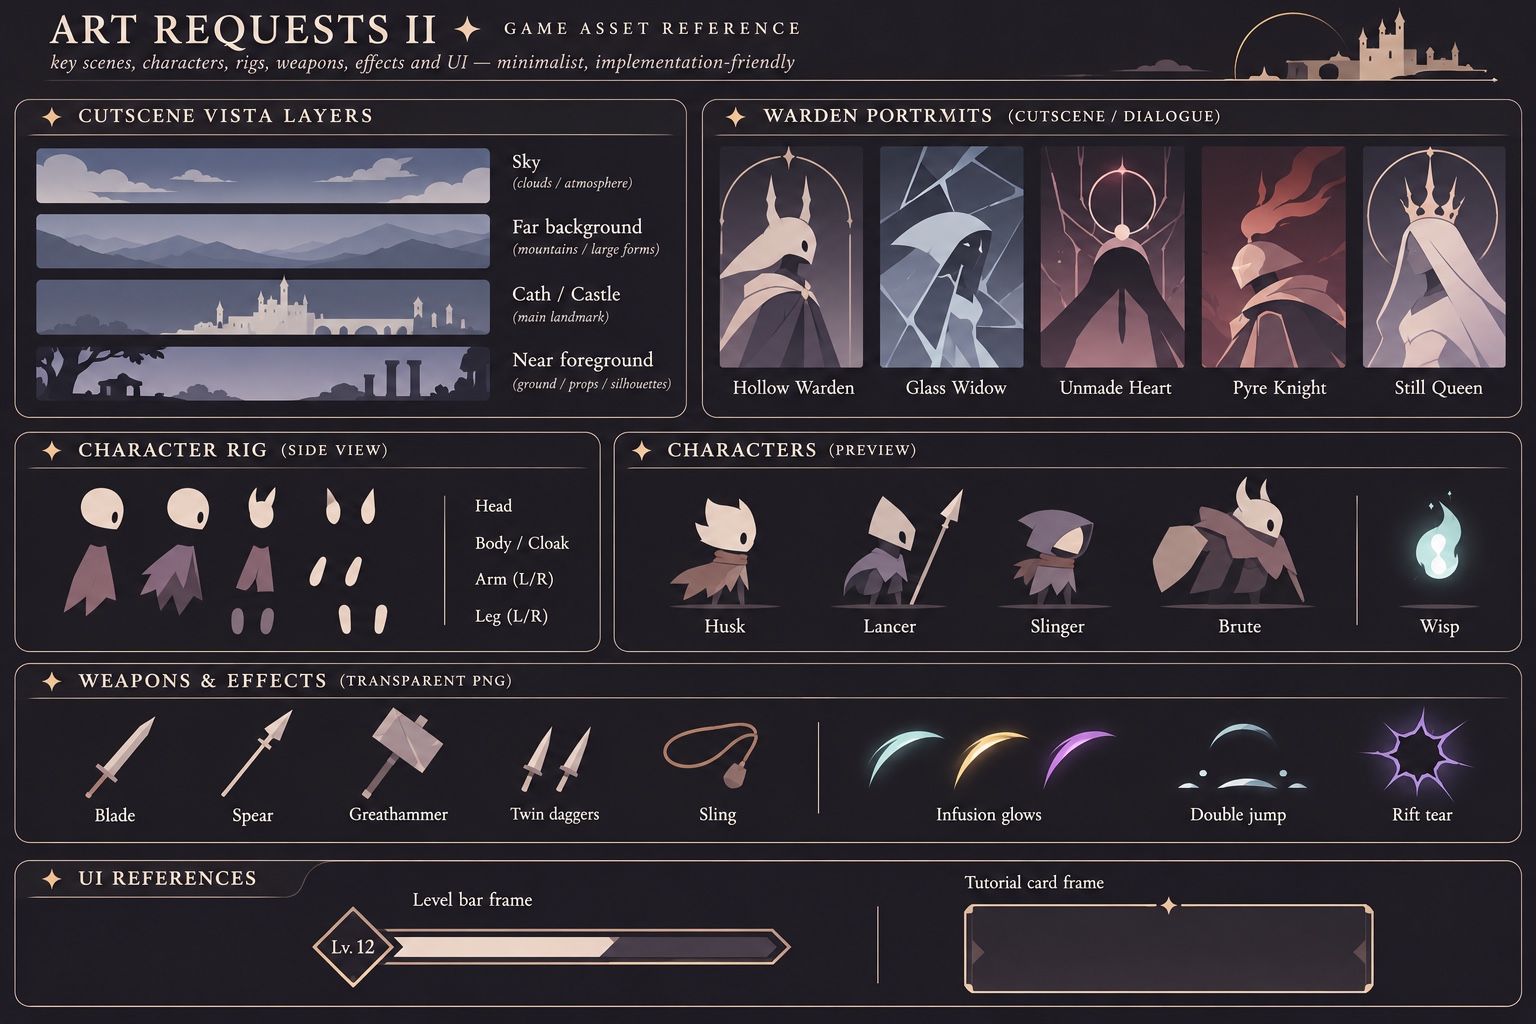 ART REQUESTS II
GAME ASSET REFERENCE
key scenes, characters, rigs, weapons, effects and UI — minimalist, implementation-friendly
CUTSCENE VISTA LAYERS
Sky
(clouds / atmosphere)
Far background
(mountains / large forms)
Cath / Castle
(main landmark)
Near foreground
(ground / props / silhouettes)
WARDEN PORTRMITS (CUTSCENE / DIALOGUE)
Hollow Warden
Glass Widow
Unmade Heart
Pyre Knight
Still Queen
CHARACTER RIG (SIDE VIEW)
Head
Body / Cloak
Arm (L/R)
Leg (L/R)
CHARACTERS (PREVIEW)
Husk
Lancer
Slinger
Brute
Wisp
WEAPONS & EFFECTS (TRANSPARENT PNG)
Blade
Spear
Greathammer
Twin daggers
Sling
Infusion glows
Double jump
Rift tear
UI REFERENCES
Level bar frame
Lv. 12
Tutorial card frame